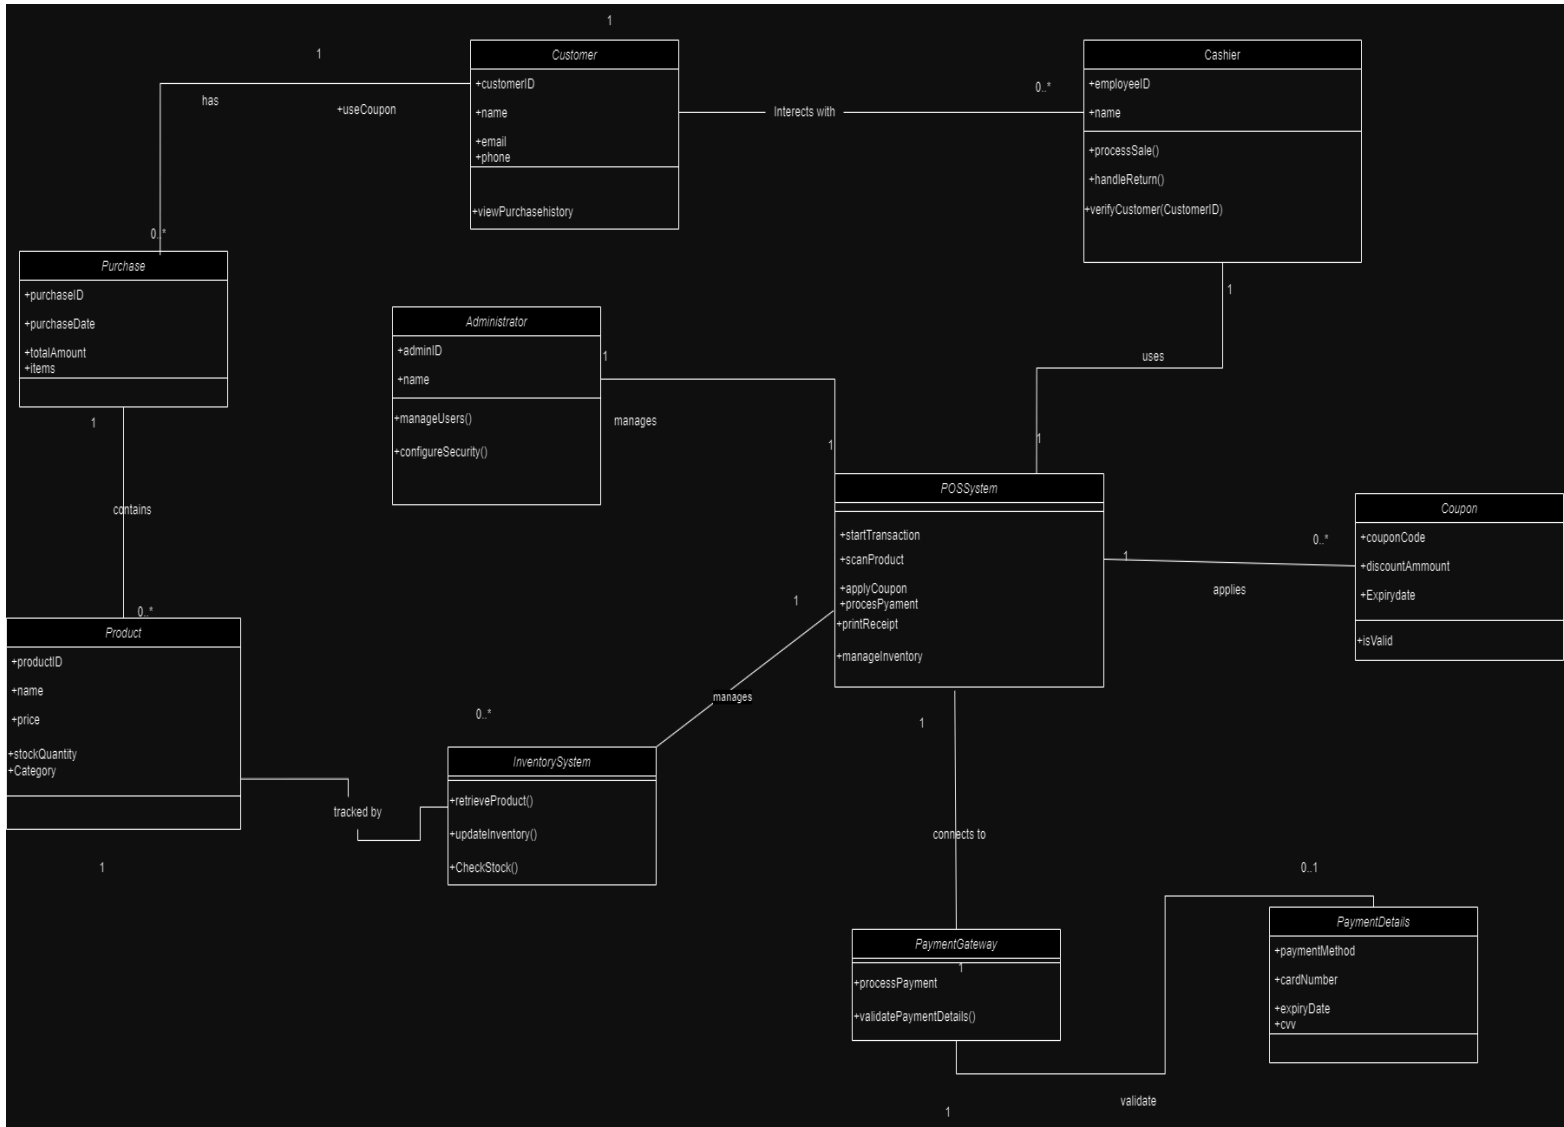 1
1
Customer
+customerID
+name
+email
+phone
+viewPurchasehistory
+useCoupon
has
0..*
Interects with
0..*
Cashier
+employeeID
+name
+processSale()
+handleReturn()
+verifyCustomer(CustomerID)
1
uses
1
Purchase
+purchaseID
+purchaseDate
+totalAmount
+items
1
contains
0..*
Administrator
+adminID
+name
+manageUsers()
+configureSecurity()
1
manages
1
POSSystem
+startTransaction
+scanProduct
+applyCoupon
+procesPyament
+printReceipt
+manageInventory
1
applies
0..*
Coupon
+couponCode
+discountAmmount
+Expirydate
+isValid
Product
+productID
+name
+price
+stockQuantity
+Category
1
tracked by
0..*
InventorySystem
+retrieveProduct()
+updateInventory()
+CheckStock()
manages
1
1
connects to
PaymentGateway
1
+processPayment
+validatePaymentDetails()
1
validate
0..1
PaymentDetails
+paymentMethod
+cardNumber
+expiryDate
+cvv